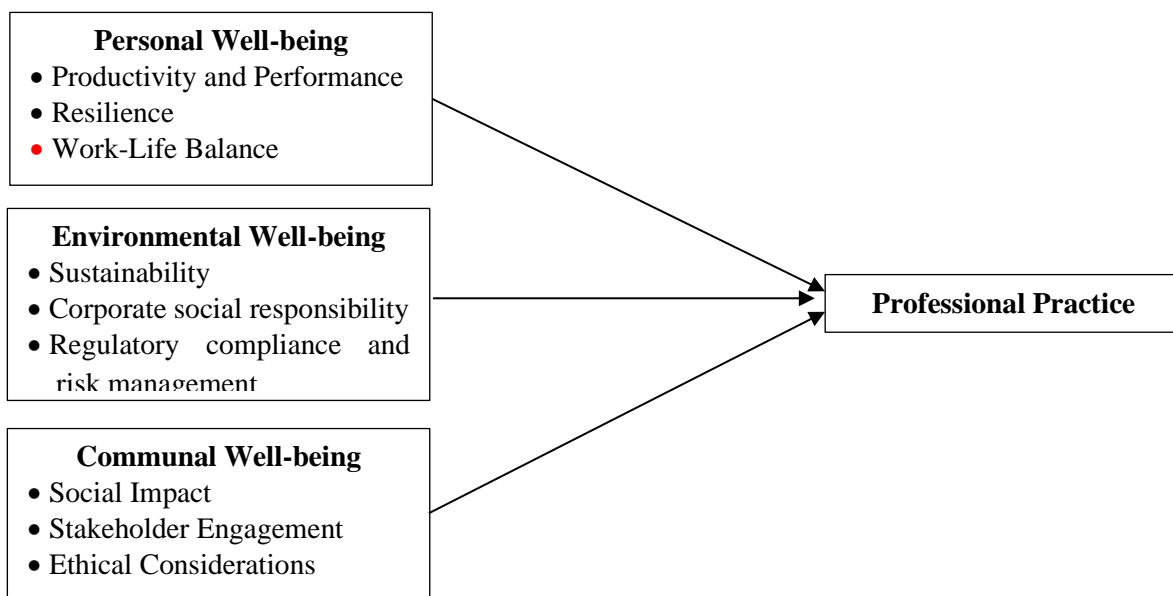 Personal Well-being
• Productivity and Performance
• Resilience
• Work-Life Balance
Environmental Well-being
• Sustainability
• Corporate social responsibility
• Regulatory compliance and
risk management
Professional Practice
Communal Well-being
• Social Impact
• Stakeholder Engagement
• Ethical Considerations